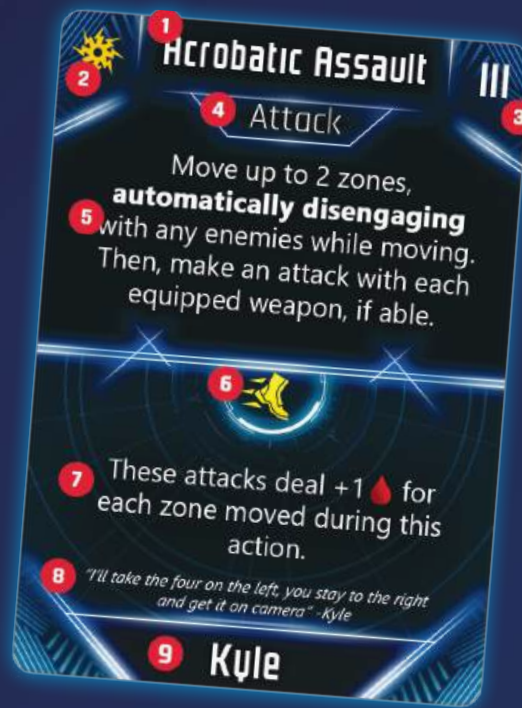 1
Acrobatic Assault
2
III
3
4 Attack
Move up to 2 zones,
automatically disengaging
5 with any enemies while moving.
Then, make an attack with each
equipped weapon, if able.
6
7 These attacks deal +1 for
each zone moved during this
action.
8 "I'll take the four on the left, you stay to the right
and get it on camera" -Kyle
9 Kyle